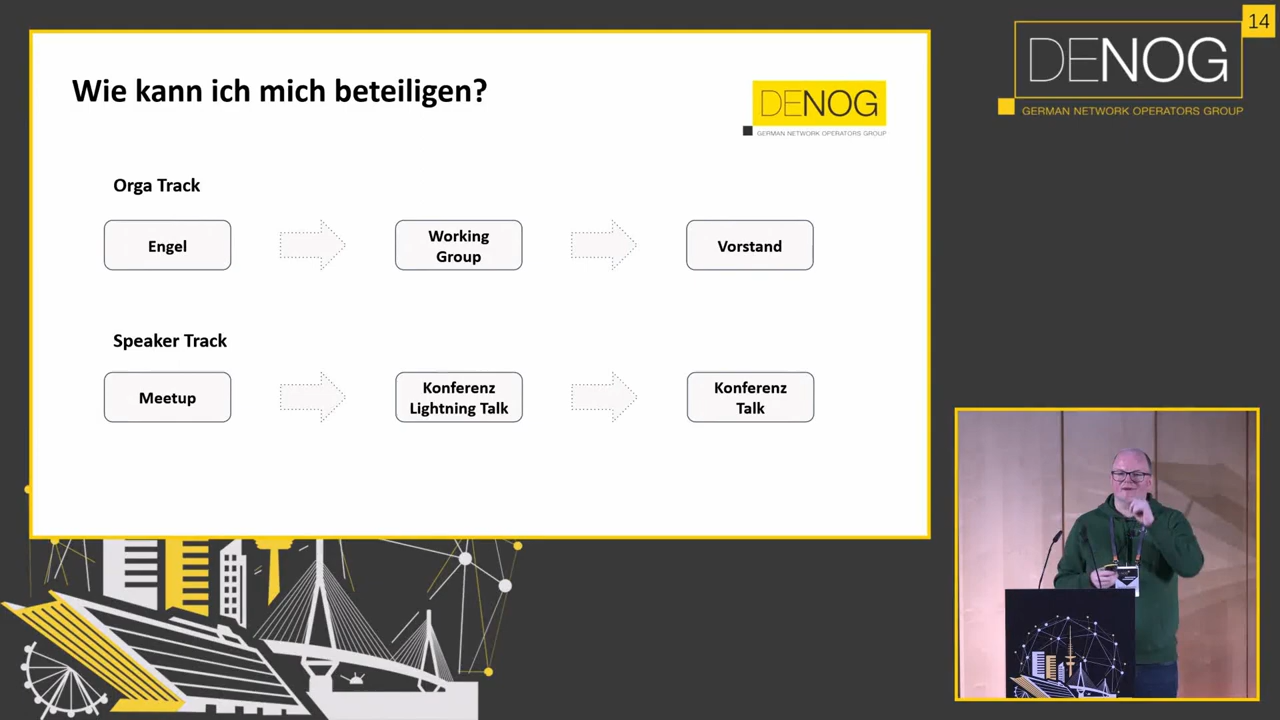 Wie kann ich mich beteiligen?
DENOG
GERMAN NETWORK OPERATORS GROUP
Orga Track
Engel
Working
Group
Vorstand
Speaker Track
Meetup
Konferenz
Lightning Talk
Konferenz
Talk
14
DENOG
GERMAN NETWORK OPERATORS GROUP